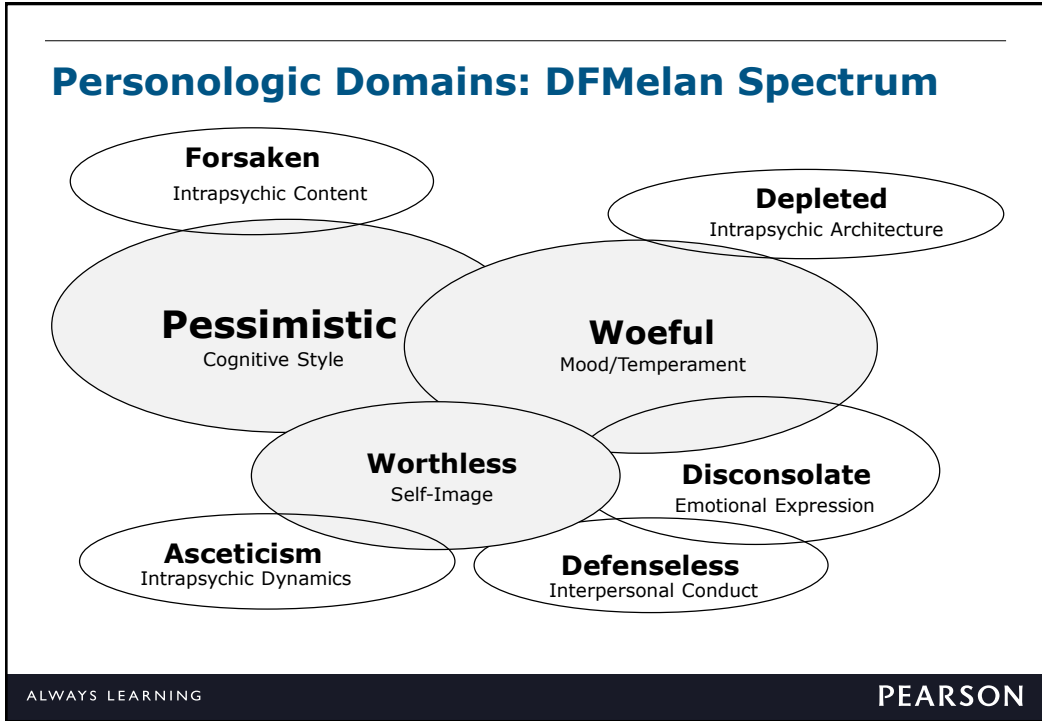 Personologic Domains: DFMelan Spectrum
Forsaken
Intrapsychic Content
Depleted
Intrapsychic Architecture
Pessimistic
Cognitive Style
Woeful
Mood/Temperament
Worthless
Self-Image
Disconsolate
Emotional Expression
Asceticism
Intrapsychic Dynamics
Defenseless
Interpersonal Conduct
ALWAYS LEARNING
PEARSON